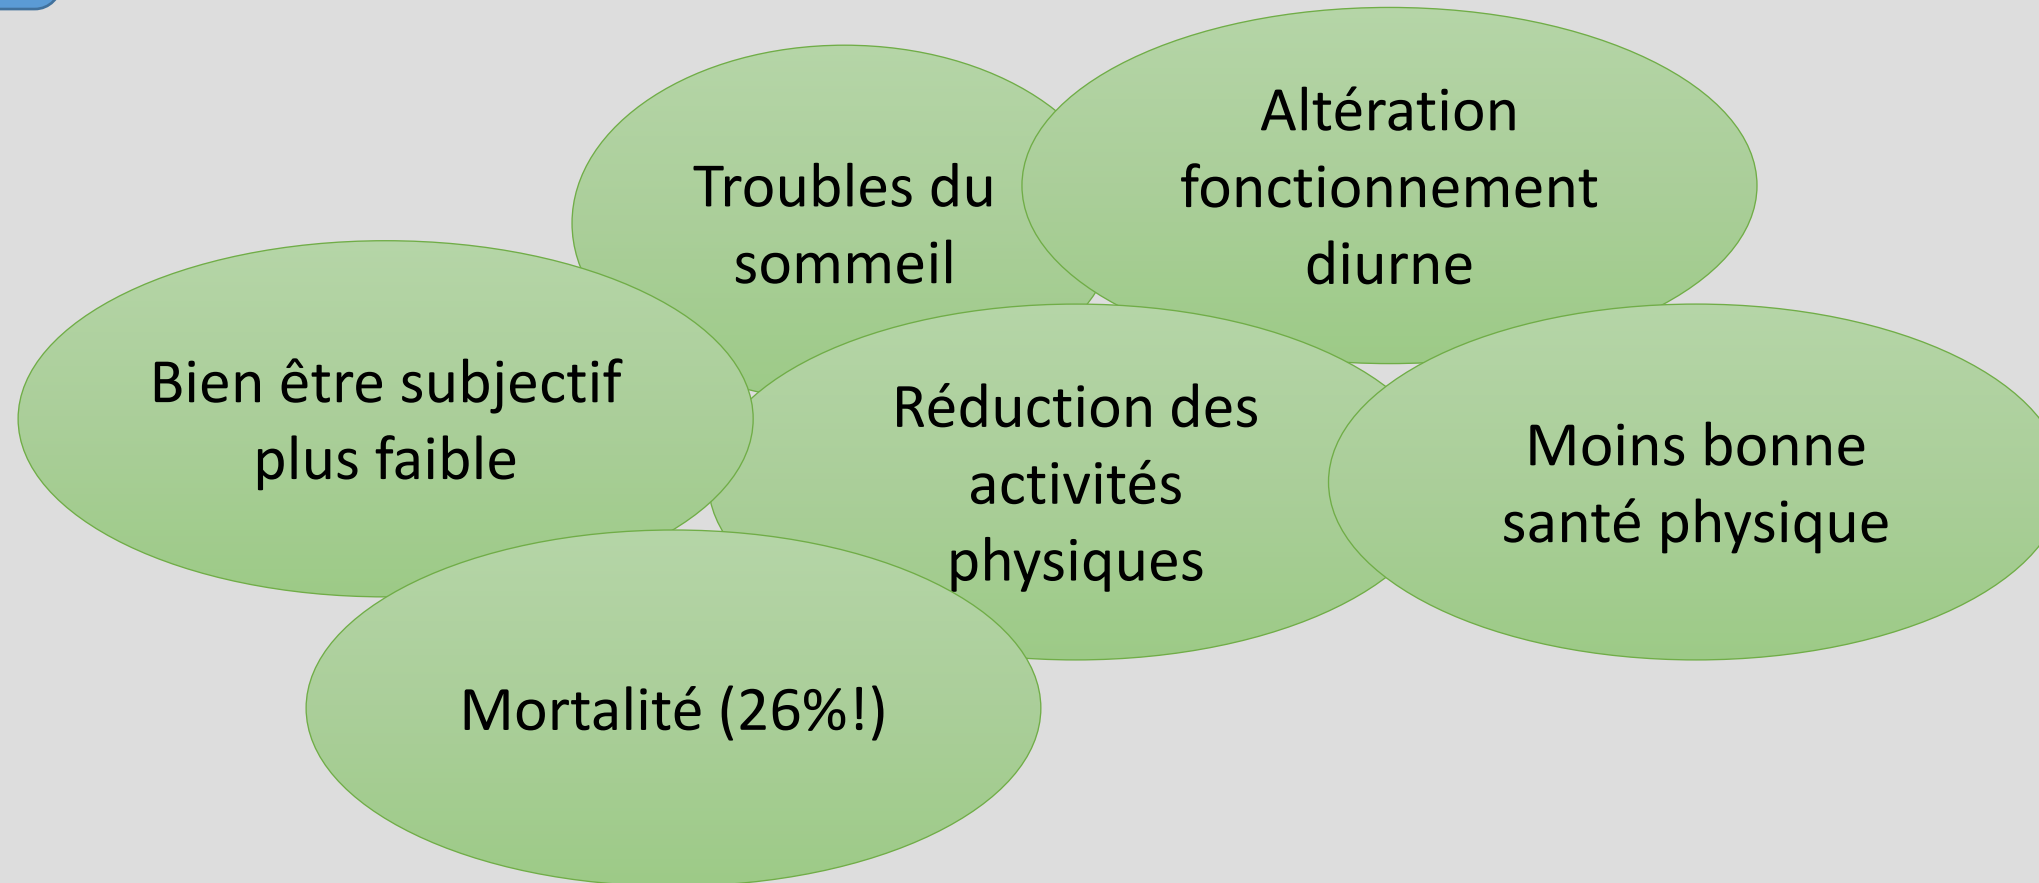 Troubles du
sommeil
Altération
fonctionnement
diurne
Bien être subjectif
plus faible
Réduction des
activités
physiques
Moins bonne
santé physique
Mortalité (26%!)